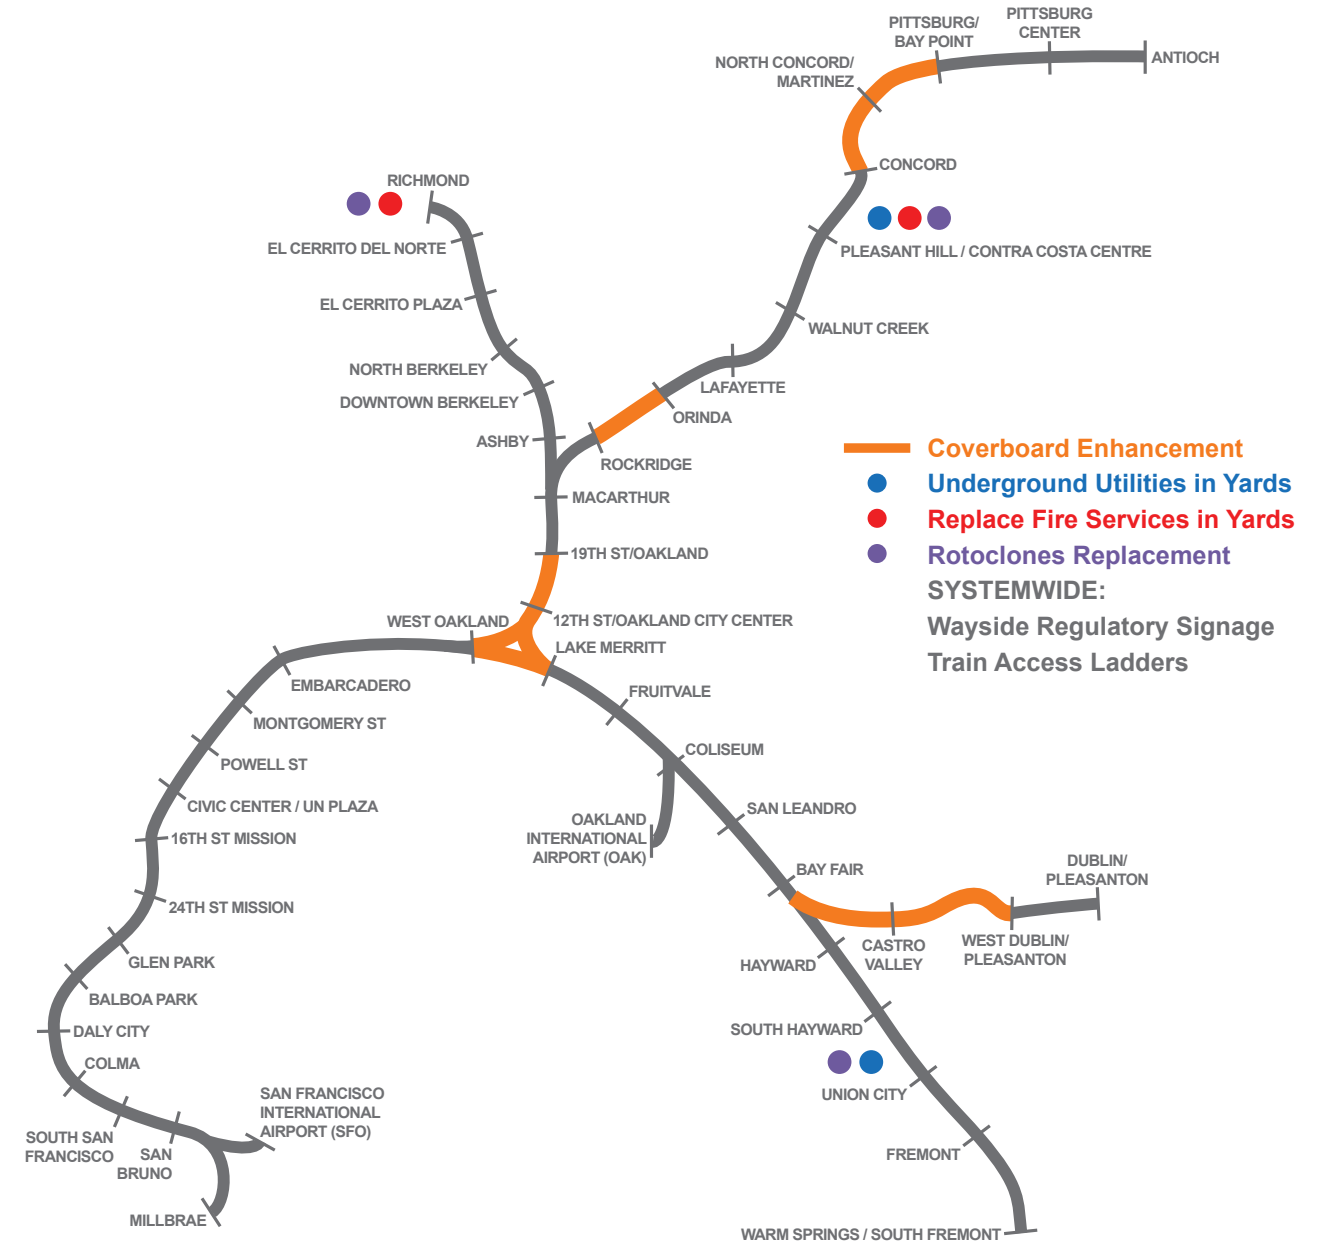 PITTSBURG
CENTER
PITTSBURG/
BAY POINT
ANTIOCH
NORTH CONCORD/
MARTINEZ
CONCORD
RICHMOND
EL CERRITO DEL NORTE
PLEASANT HILL / CONTRA COSTA CENTRE
EL CERRITO PLAZA
WALNUT CREEK
NORTH BERKELEY
LAFAYETTE
DOWNTOWN BERKELEY
ORINDA
ASHBY
ROCKRIDGE
MACARTHUR
19TH ST/OAKLAND
Coverboard Enhancement
Underground Utilities in Yards
Replace Fire Services in Yards
Rotoclones Replacement
SYSTEMWIDE:
Wayside Regulatory Signage
Train Access Ladders
WEST OAKLAND
12TH ST/OAKLAND CITY CENTER
LAKE MERRITT
EMBARCADERO
FRUITVALE
MONTGOMERY ST
COLISEUM
POWELL ST
CIVIC CENTER / UN PLAZA
SAN LEANDRO
OAKLAND
INTERNATIONAL
AIRPORT (OAK)
16TH ST MISSION
BAY FAIR
DUBLIN/
PLEASANTON
24TH ST MISSION
CASTRO
VALLEY
WEST DUBLIN/
PLEASANTON
GLEN PARK
HAYWARD
BALBOA PARK
DALY CITY
SOUTH HAYWARD
COLMA
UNION CITY
SAN FRANCISCO
INTERNATIONAL
AIRPORT (SFO)
SOUTH SAN
FRANCISCO
SAN
BRUNO
FREMONT
MILLBRAE
WARM SPRINGS / SOUTH FREMONT